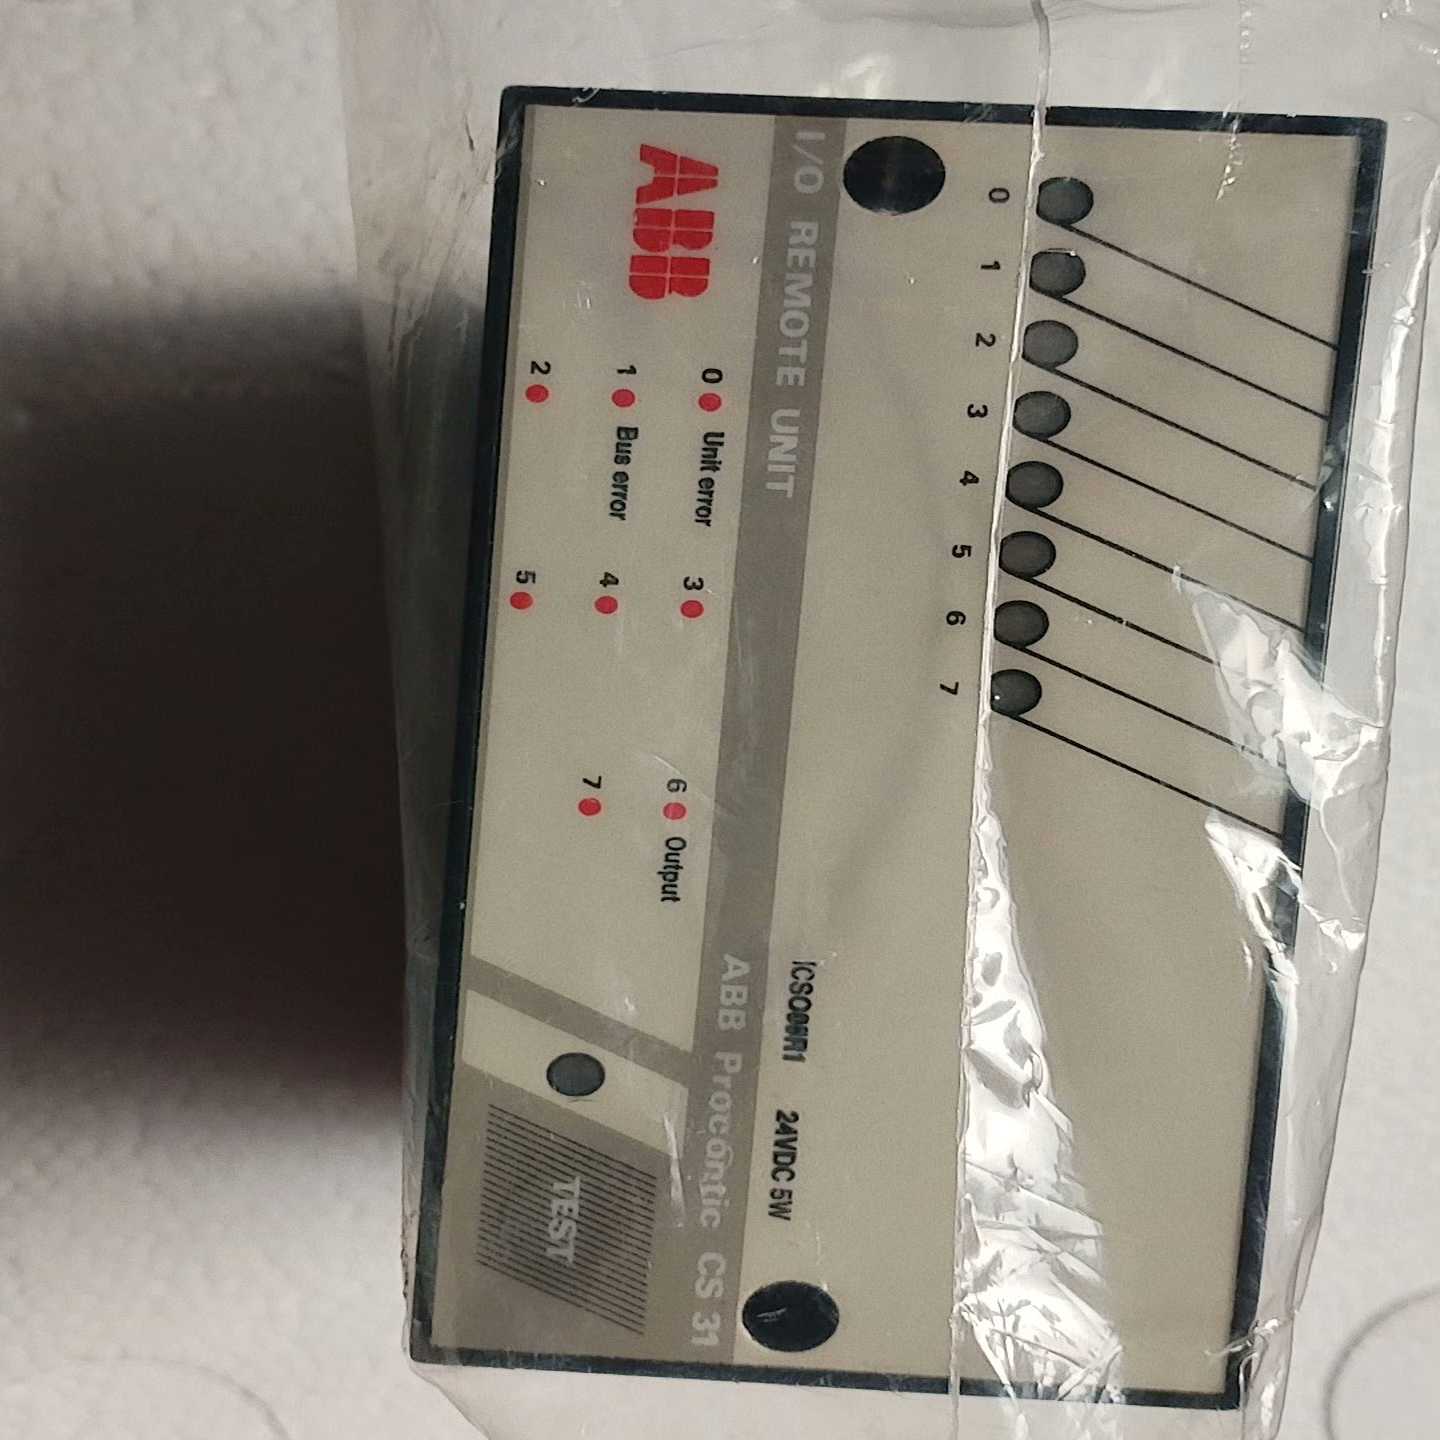 0 1 2 3 4 5 6 7
ICSO08R1 24VDC 5W
I/O REMOTE UNIT ABB Procontic CS 31
ABB
0 Unit error 3 6 Output
1 Bus error 4 7
2 5
TEST